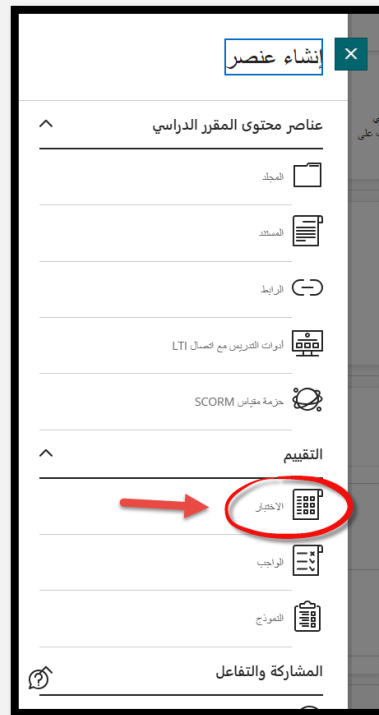 إنشاء عنصر
عناصر محتوى المقرر الدراسي
المجلد
المستند
الرابط
أدوات التدريس مع اتصال LTI
حزمة مقياس SCORM
التقييم
الاختبار
الواجب
النموذج
المشاركة والتفاعل